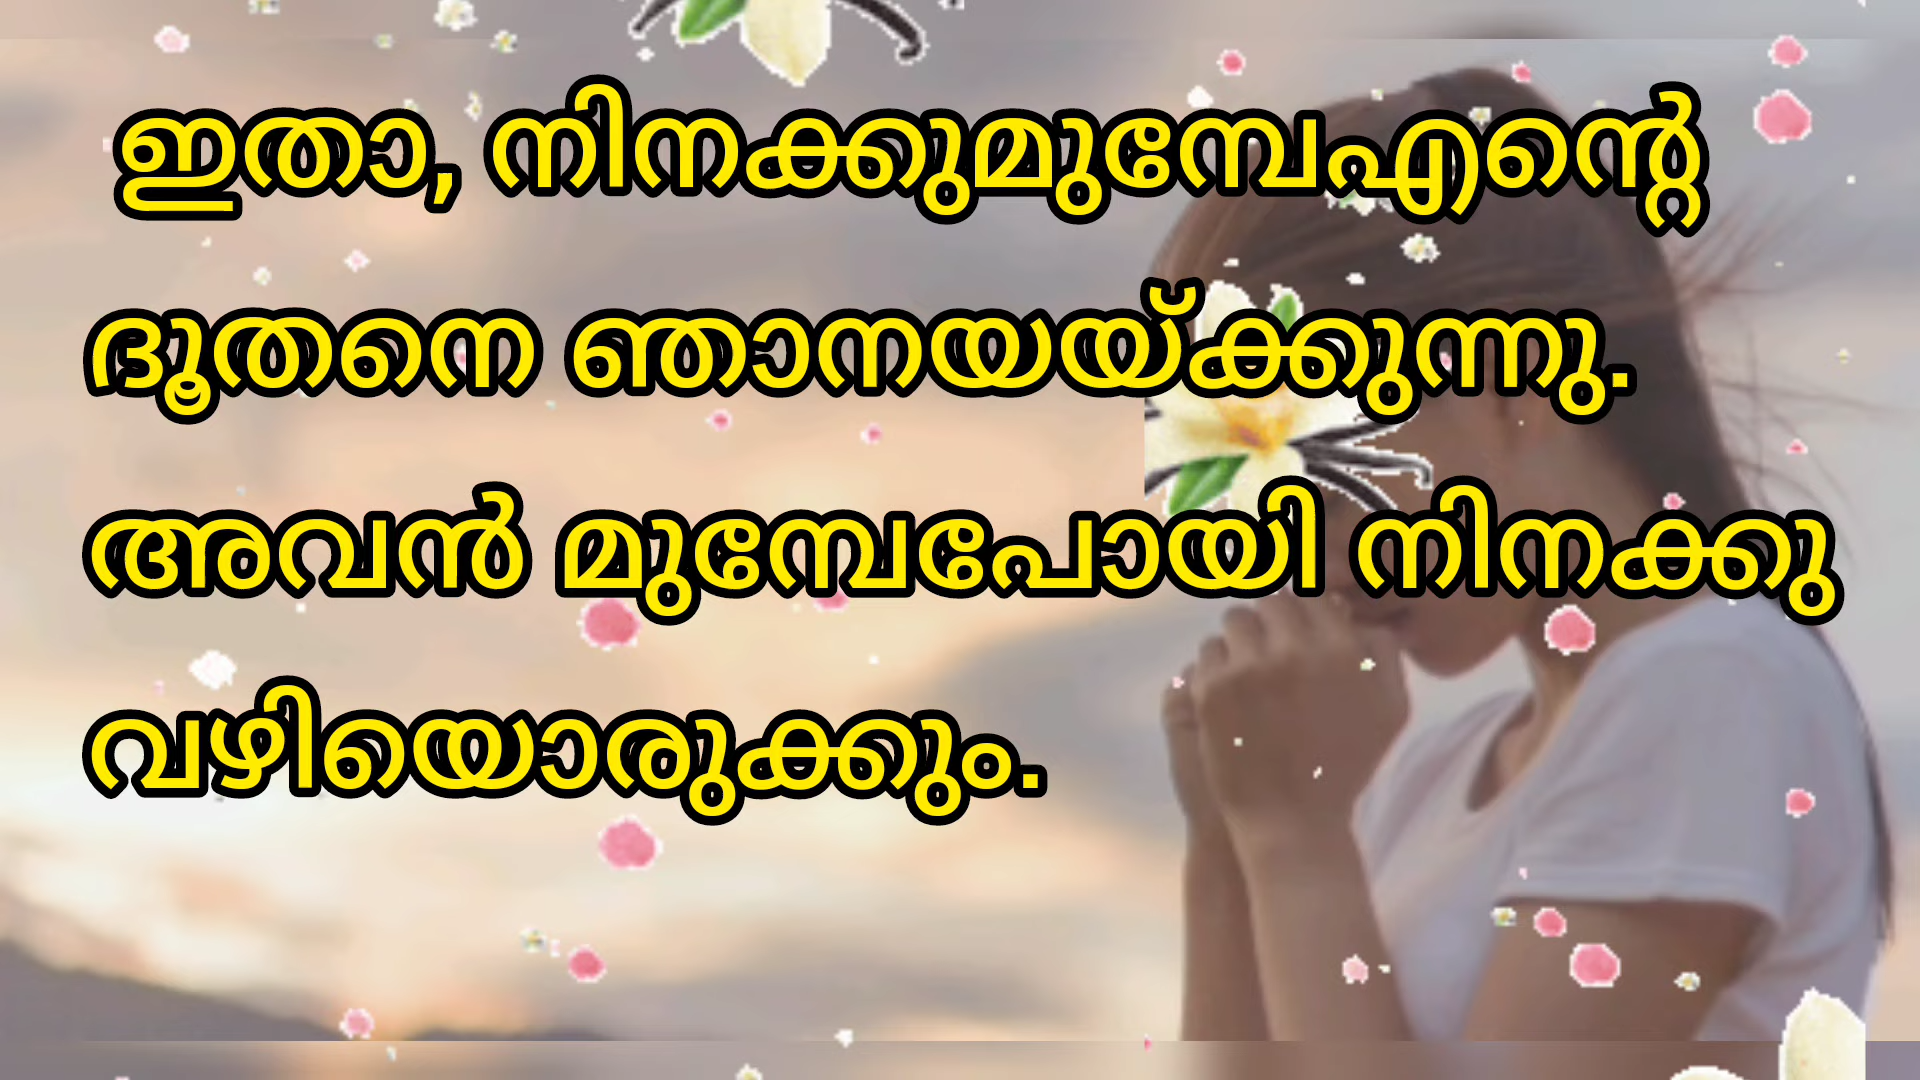 ഇതാ, നിനക്കുമുമ്പേഎന്റെ
ദൂതനെ ഞാനയയ്ക്കുന്നു.
അവൻ മുമ്പേപോയി നിനക്കു
വഴിയൊരുക്കും.